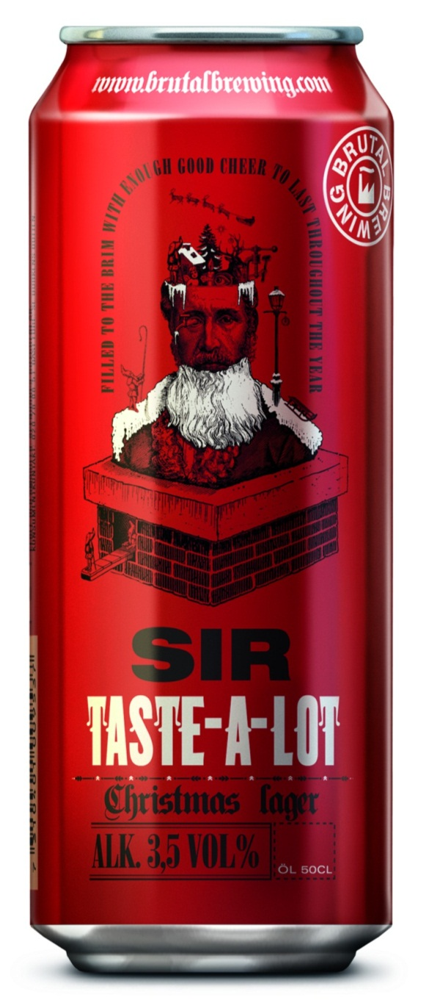 www.brutalbrewing.com
BRUTAL BREWING
FILLED TO THE BRIM WITH ENOUGH GOOD CHEER TO LAST THROUGHOUT THE YEAR
®
SIR
TASTE-A-LOT
Christmas lager
ALK. 3,5 VOL%
ÖL 50CL